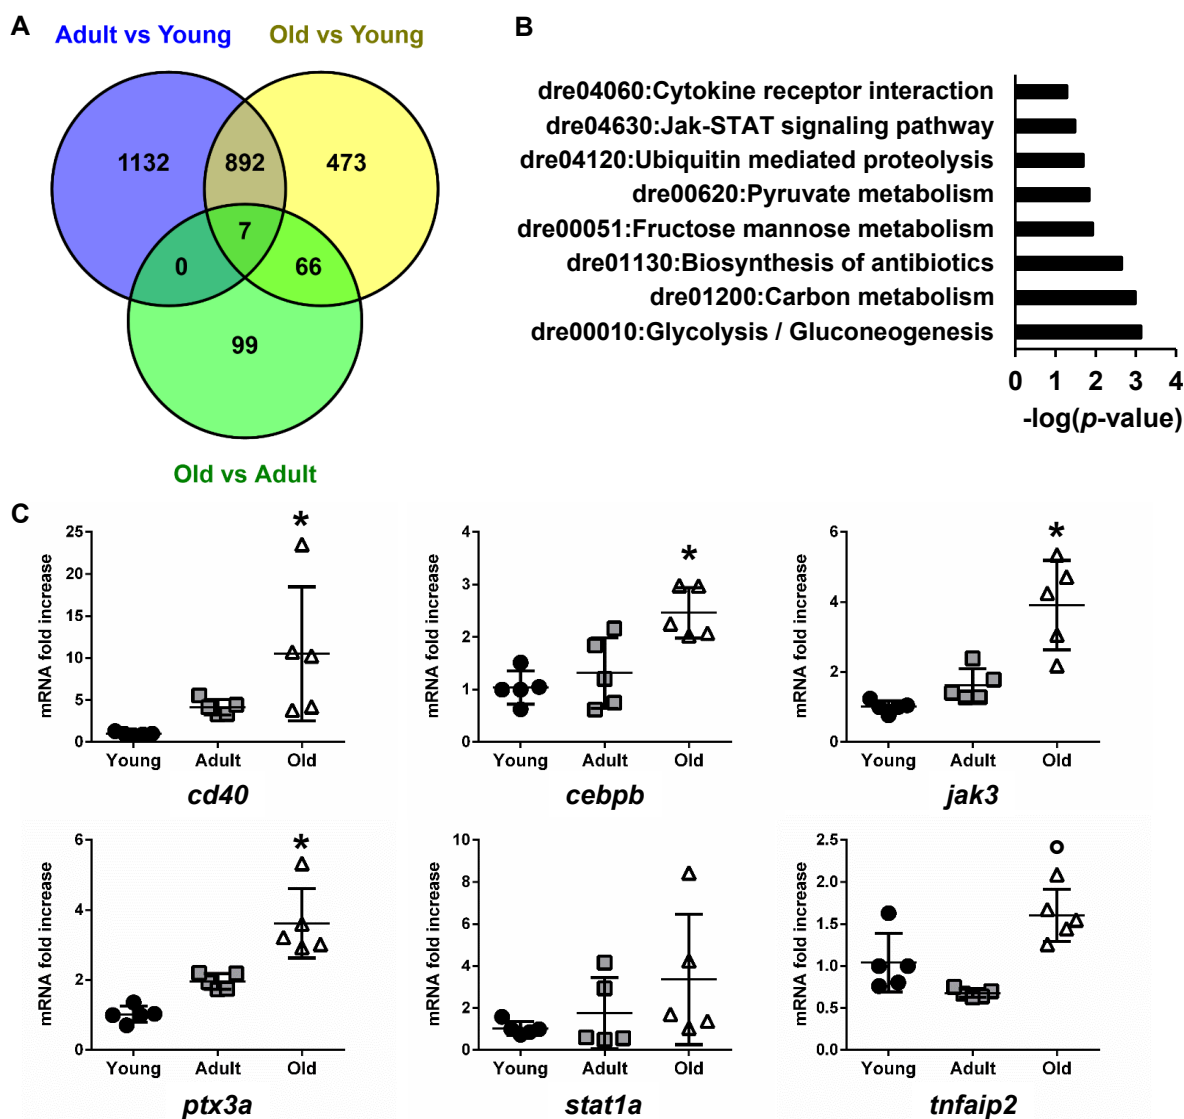 A
Adult vs Young
Old vs Young
1132
892
473
7
0
66
99
Old vs Adult
B
dre04060:Cytokine receptor interaction
dre04630:Jak-STAT signaling pathway
dre04120:Ubiquitin mediated proteolysis
dre00620:Pyruvate metabolism
dre00051:Fructose mannose metabolism
dre01130:Biosynthesis of antibiotics
dre01200:Carbon metabolism
dre00010:Glycolysis / Gluconeogenesis
0 1 2 3 4
-log(p-value)
C
mRNA fold increase
25
20
15
10
5
0
*
Young Adult Old
cd40
mRNA fold increase
4
3
2
1
0
*
Young Adult Old
cebpb
mRNA fold increase
6
4
2
0
*
Young Adult Old
jak3
mRNA fold increase
6
4
2
0
*
Young Adult Old
ptx3a
mRNA fold increase
10
8
6
4
2
0
Young Adult Old
stat1a
mRNA fold increase
2.5
2.0
1.5
1.0
0.5
0.0
Young Adult Old
tnfaip2